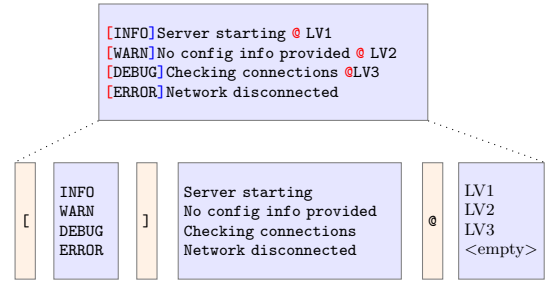 [INFO]Server starting @ LV1
[WARN]No config info provided @ LV2
[DEBUG]Checking connections @LV3
[ERROR]Network disconnected
[
INFO
WARN
DEBUG
ERROR
]
Server starting
No config info provided
Checking connections
Network disconnected
@
LV1
LV2
LV3
<empty>